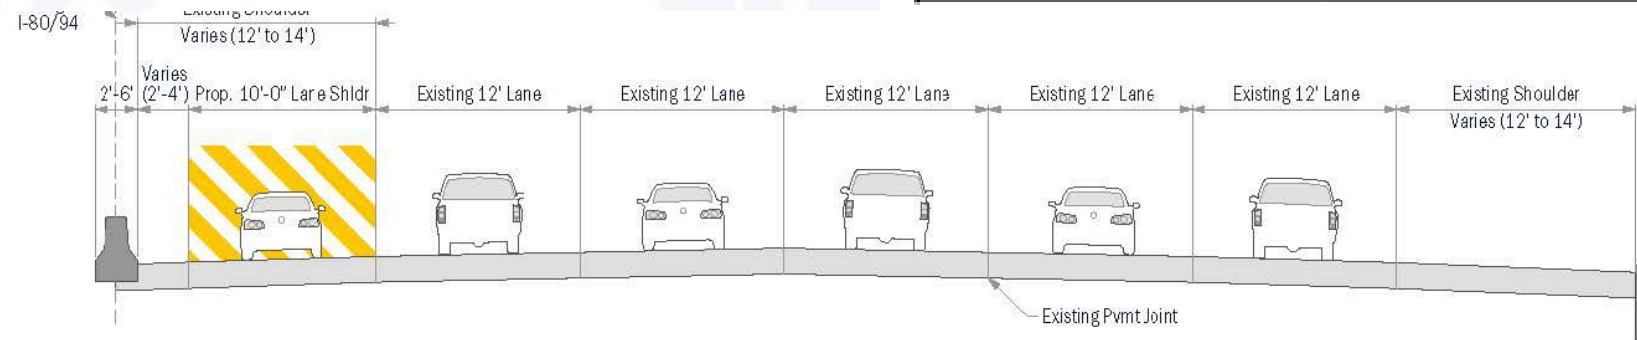 I-80/94
Existing Shoulder
Varies (12' to 14')
Varies
2'-6' (2'-4') Prop. 10'-0" Lane Shldr Existing 12' Lane Existing 12' Lane Existing 12' Lane Existing 12' Lane Existing 12' Lane Existing Shoulder
Varies (12' to 14')
Existing Pvmt Joint